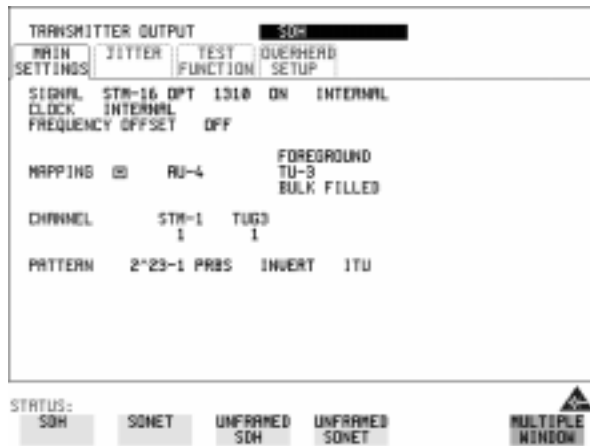 TRANSMITTER OUTPUT SDH
MAIN SETTINGS JITTER TEST FUNCTION OVERHEAD SETUP
SIGNAL STM-16 OPT 1310 ON INTERNAL
CLOCK INTERNAL
FREQUENCY OFFSET OFF
FOREGROUND
MAPPING AU-4 TU-3
BULK FILLED
CHANNEL STM-1 TUG3
1 1
PATTERN 2^23-1 PRBS INVERT ITU
STATUS:
SDH SONET UNFRAMED SDH UNFRAMED SONET MULTIPLE WINDOW